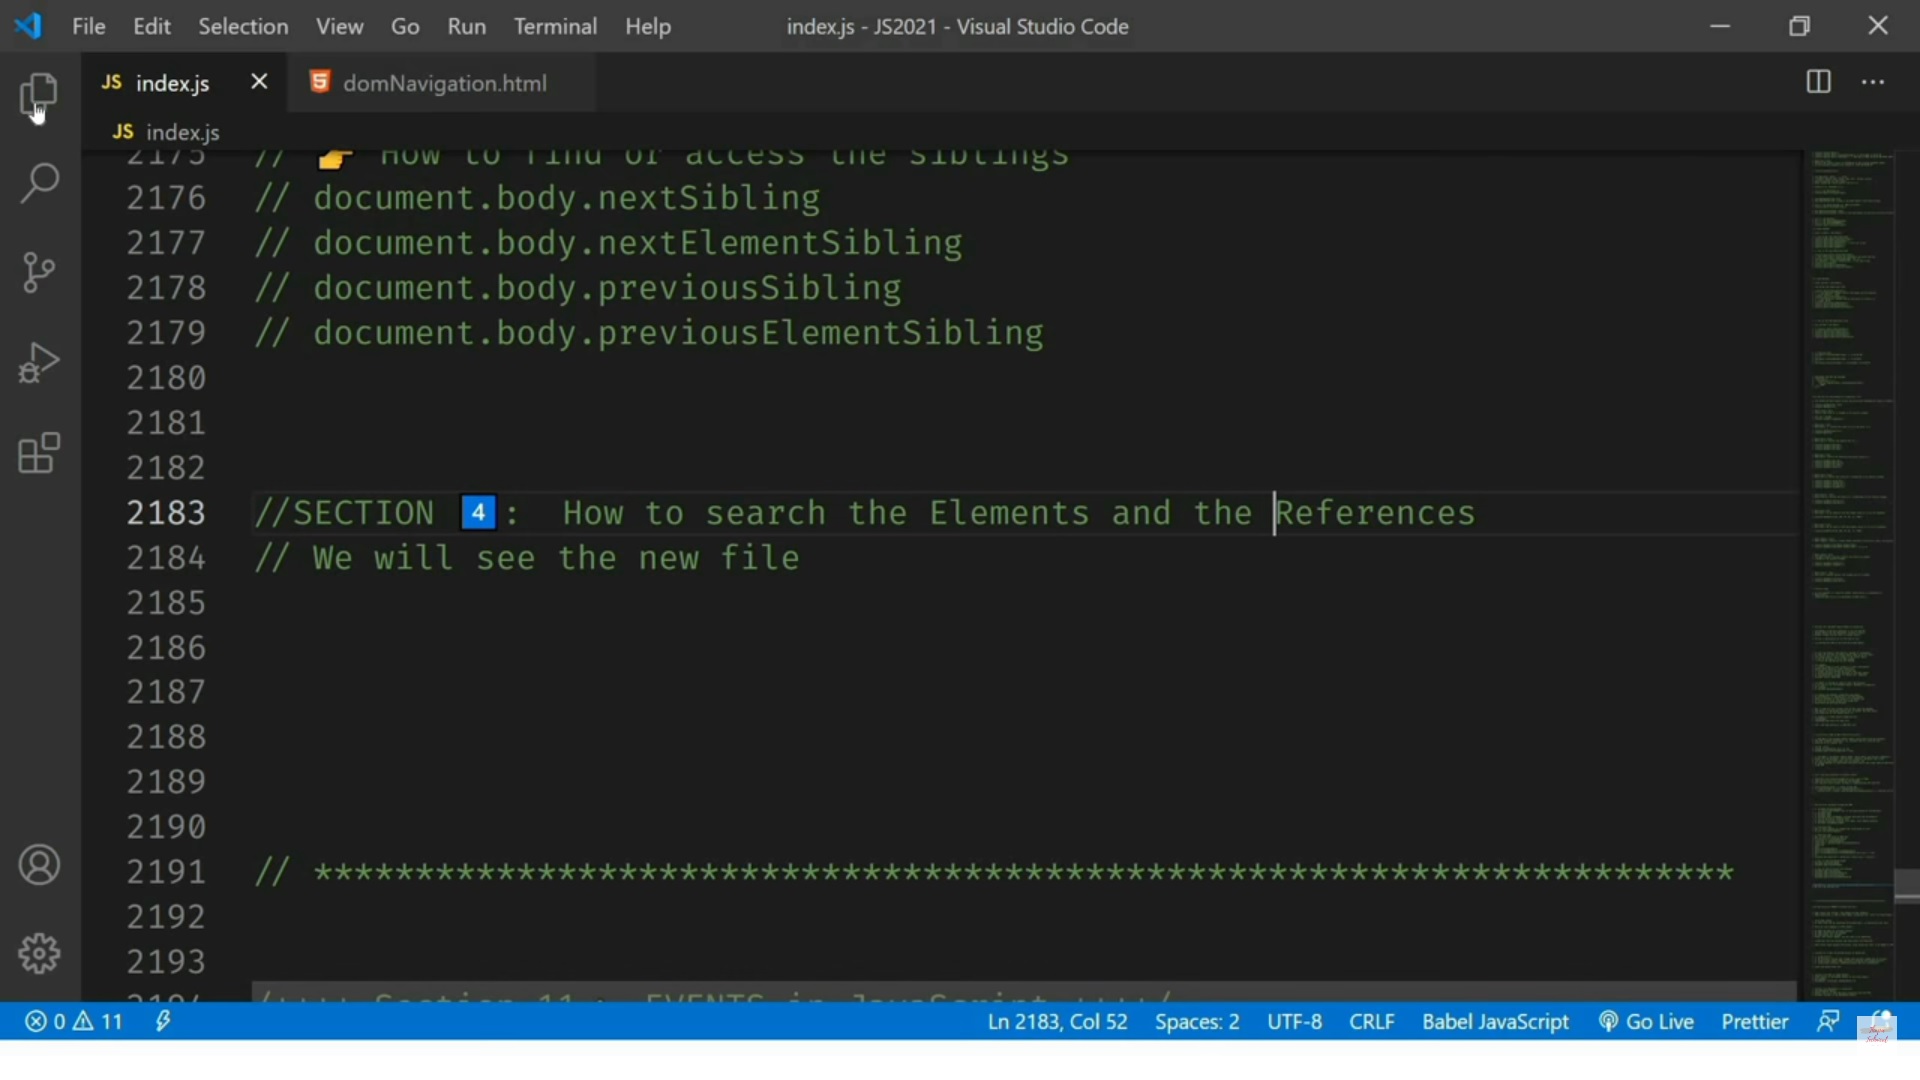 File Edit Selection View Go Run Terminal Help index.js - JS2021 - Visual Studio Code
JS index.js domNavigation.html
JS index.js
2175 // 👉 How to find or access the siblings
2176 // document.body.nextSibling
2177 // document.body.nextElementSibling
2178 // document.body.previousSibling
2179 // document.body.previousElementSibling
2180
2181
2182
2183 //SECTION 4️⃣ :  How to search the Elements and the References
2184 // We will see the new file
2185
2186
2187
2188
2189
2190
2191 // **********************************************************************
2192
2193
2194 /**** Section 11 : EVENTS in JavaScript ****/
0 11 Ln 2183, Col 52 Spaces: 2 UTF-8 CRLF Babel JavaScript Go Live Prettier